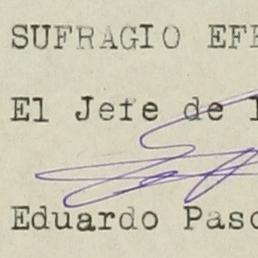 SUFRAGIO EFE
El Jefe de l
Eduardo Pasc